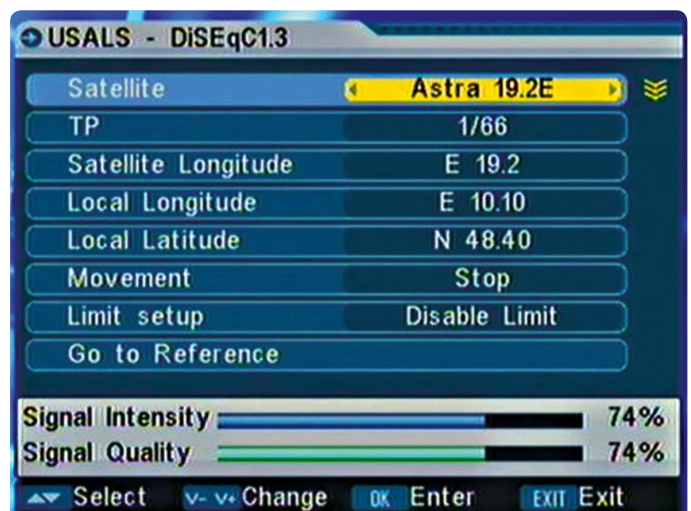 USALS - DiSEqC1.3
Satellite Astra 19.2E
TP 1/66
Satellite Longitude E 19.2
Local Longitude E 10.10
Local Latitude N 48.40
Movement Stop
Limit setup Disable Limit
Go to Reference
Signal Intensity 74%
Signal Quality 74%
Select V- V+ Change OK Enter EXIT Exit